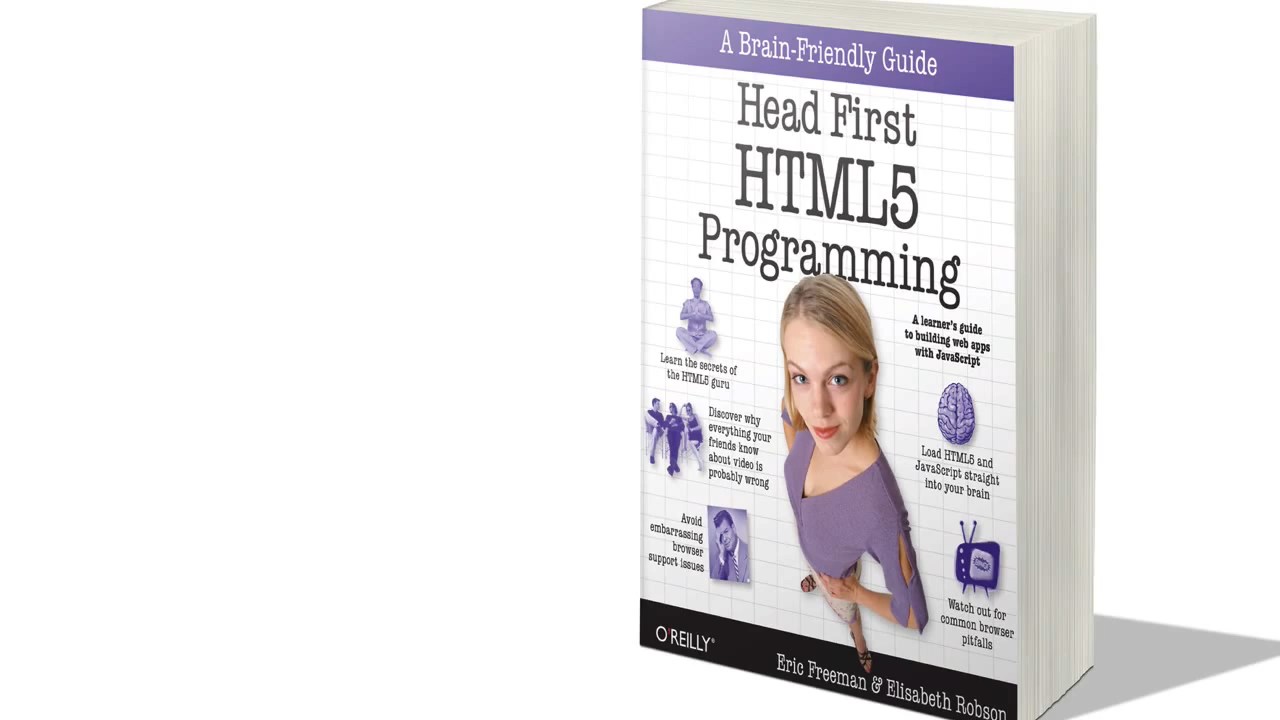 A Brain-Friendly Guide
Head First
HTML5
Programming
A learner's guide
to building web apps
with JavaScript
Learn the secrets of
the HTML5 guru
Discover why
everything your
friends know
about video is
probably wrong
Load HTML5 and
JavaScript straight
into your brain
Avoid
embarrassing
browser
support issues
Watch out for
common browser
pitfalls
O'REILLY®
Eric Freeman & Elisabeth Robson